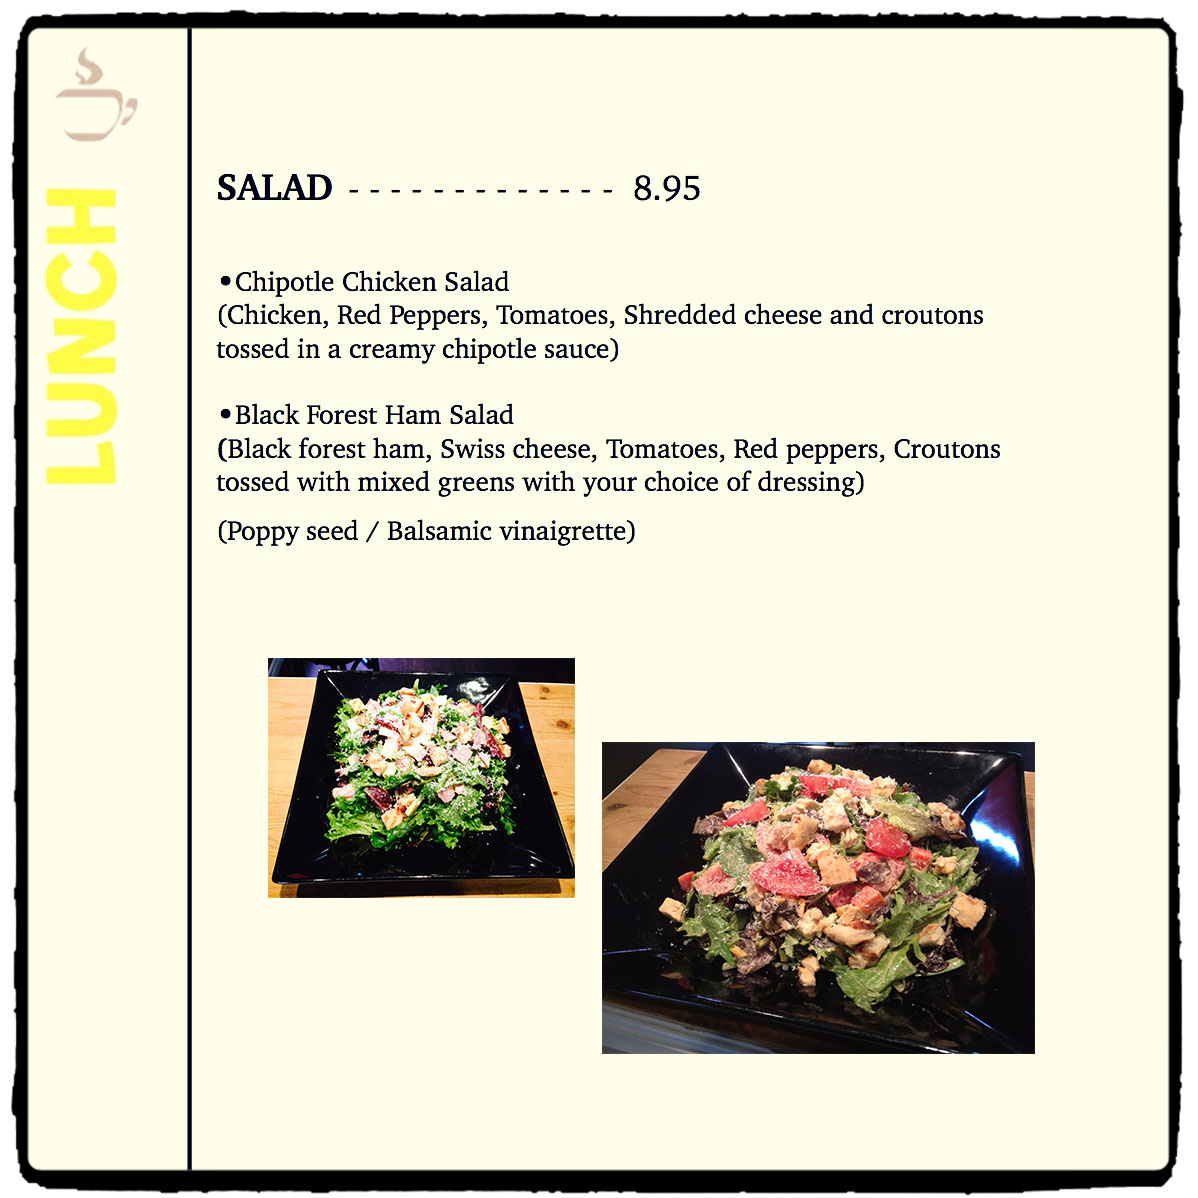 LUNCH
SALAD - - - - - - - - - - - - - 8.95
•Chipotle Chicken Salad
(Chicken, Red Peppers, Tomatoes, Shredded cheese and croutons
tossed in a creamy chipotle sauce)
•Black Forest Ham Salad
(Black forest ham, Swiss cheese, Tomatoes, Red peppers, Croutons
tossed with mixed greens with your choice of dressing)
(Poppy seed / Balsamic vinaigrette)